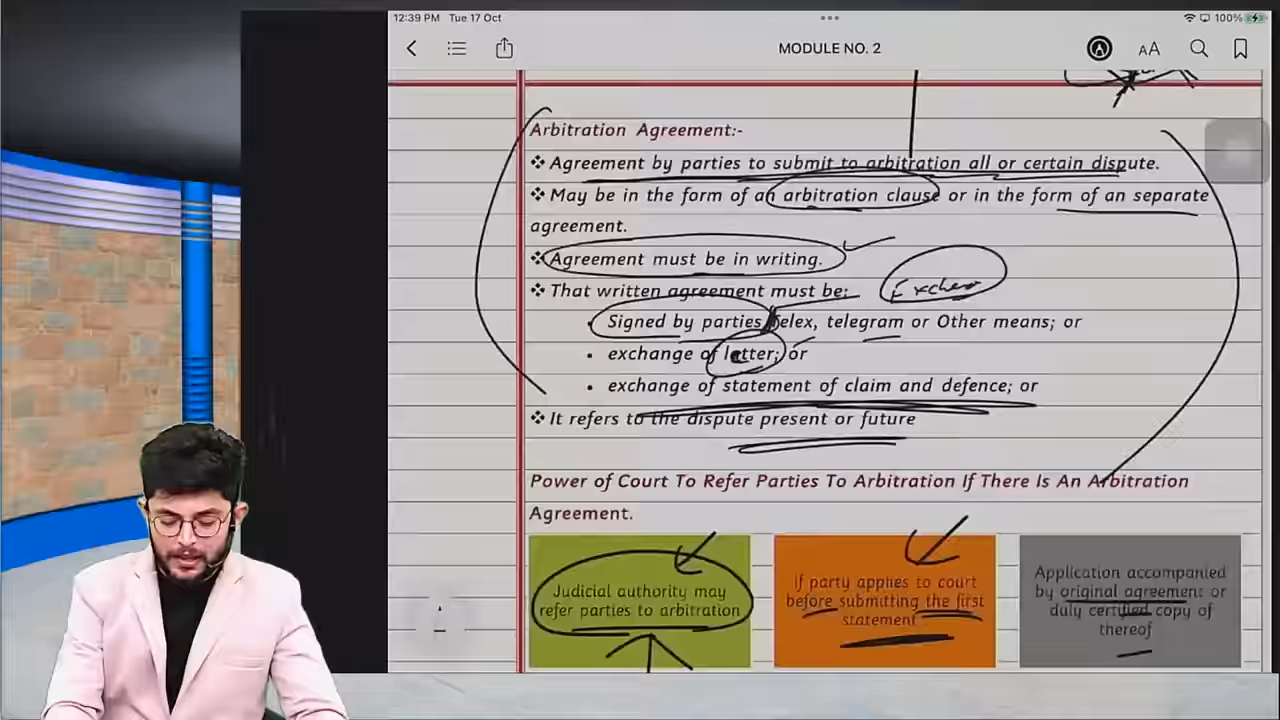 12:39 PM Tue 17 Oct
100%
MODULE NO. 2
AA
Arbitration Agreement:-
❖ Agreement by parties to submit to arbitration all or certain dispute.
❖ May be in the form of an arbitration clause or in the form of an separate
agreement.
❖ Agreement must be in writing.
❖ That written agreement must be;
• Signed by parties, telex, telegram or Other means; or
• exchange of letter; or
• exchange of statement of claim and defence; or
❖ It refers to the dispute present or future
Power of Court To Refer Parties To Arbitration If There Is An Arbitration
Agreement.
Judicial authority may
refer parties to arbitration
If party applies to court
before submitting the first
statement
Application accompanied
by original agreement or
duly certified copy of
thereof